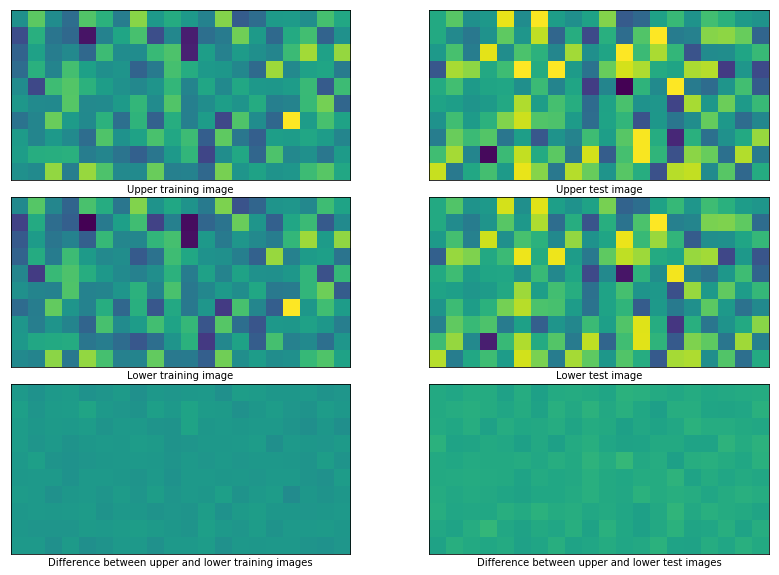 Upper training image
Upper test image
Lower training image
Lower test image
Difference between upper and lower training images
Difference between upper and lower test images